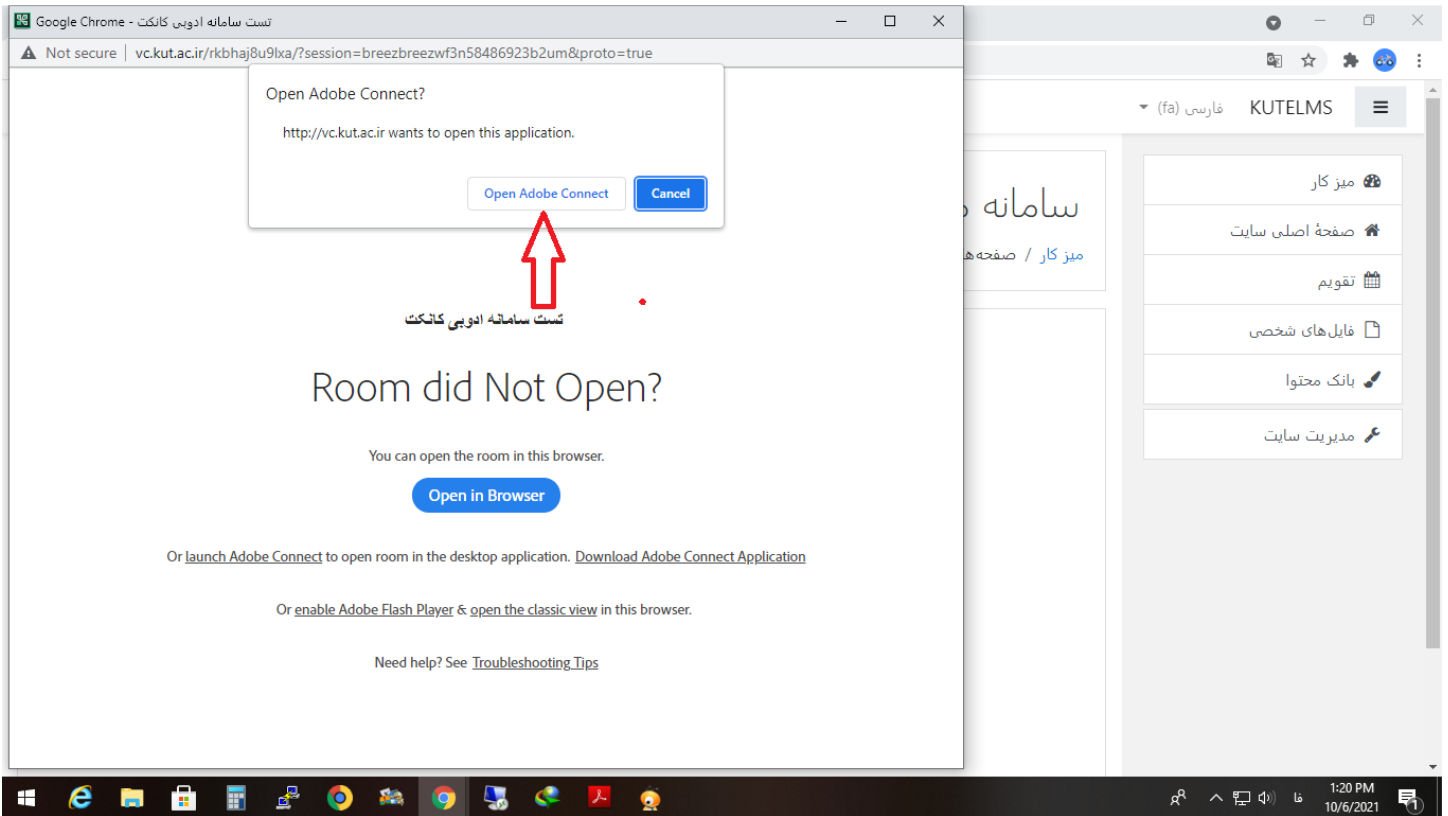 تست سامانه ادوبی کانکت - Google Chrome
Not secure | vc.kut.ac.ir/rkbhaj8u9lxa/?session=breezbreezwf3n58486923b2um&proto=true
Open Adobe Connect?
http://vc.kut.ac.ir wants to open this application.
Open Adobe Connect
Cancel
تست سامانه ادوبی کانکت
Room did Not Open?
You can open the room in this browser.
Open in Browser
Or launch Adobe Connect to open room in the desktop application. Download Adobe Connect Application
Or enable Adobe Flash Player & open the classic view in this browser.
Need help? See Troubleshooting Tips
KUTELMS
فارسی ‎(fa)‎
سامانه
میز کار / صفحه‌ها
میز کار
صفحهٔ اصلی سایت
تقویم
فایل‌های شخصی
بانک محتوا
مدیریت سایت
فا
1:20 PM
10/6/2021
1